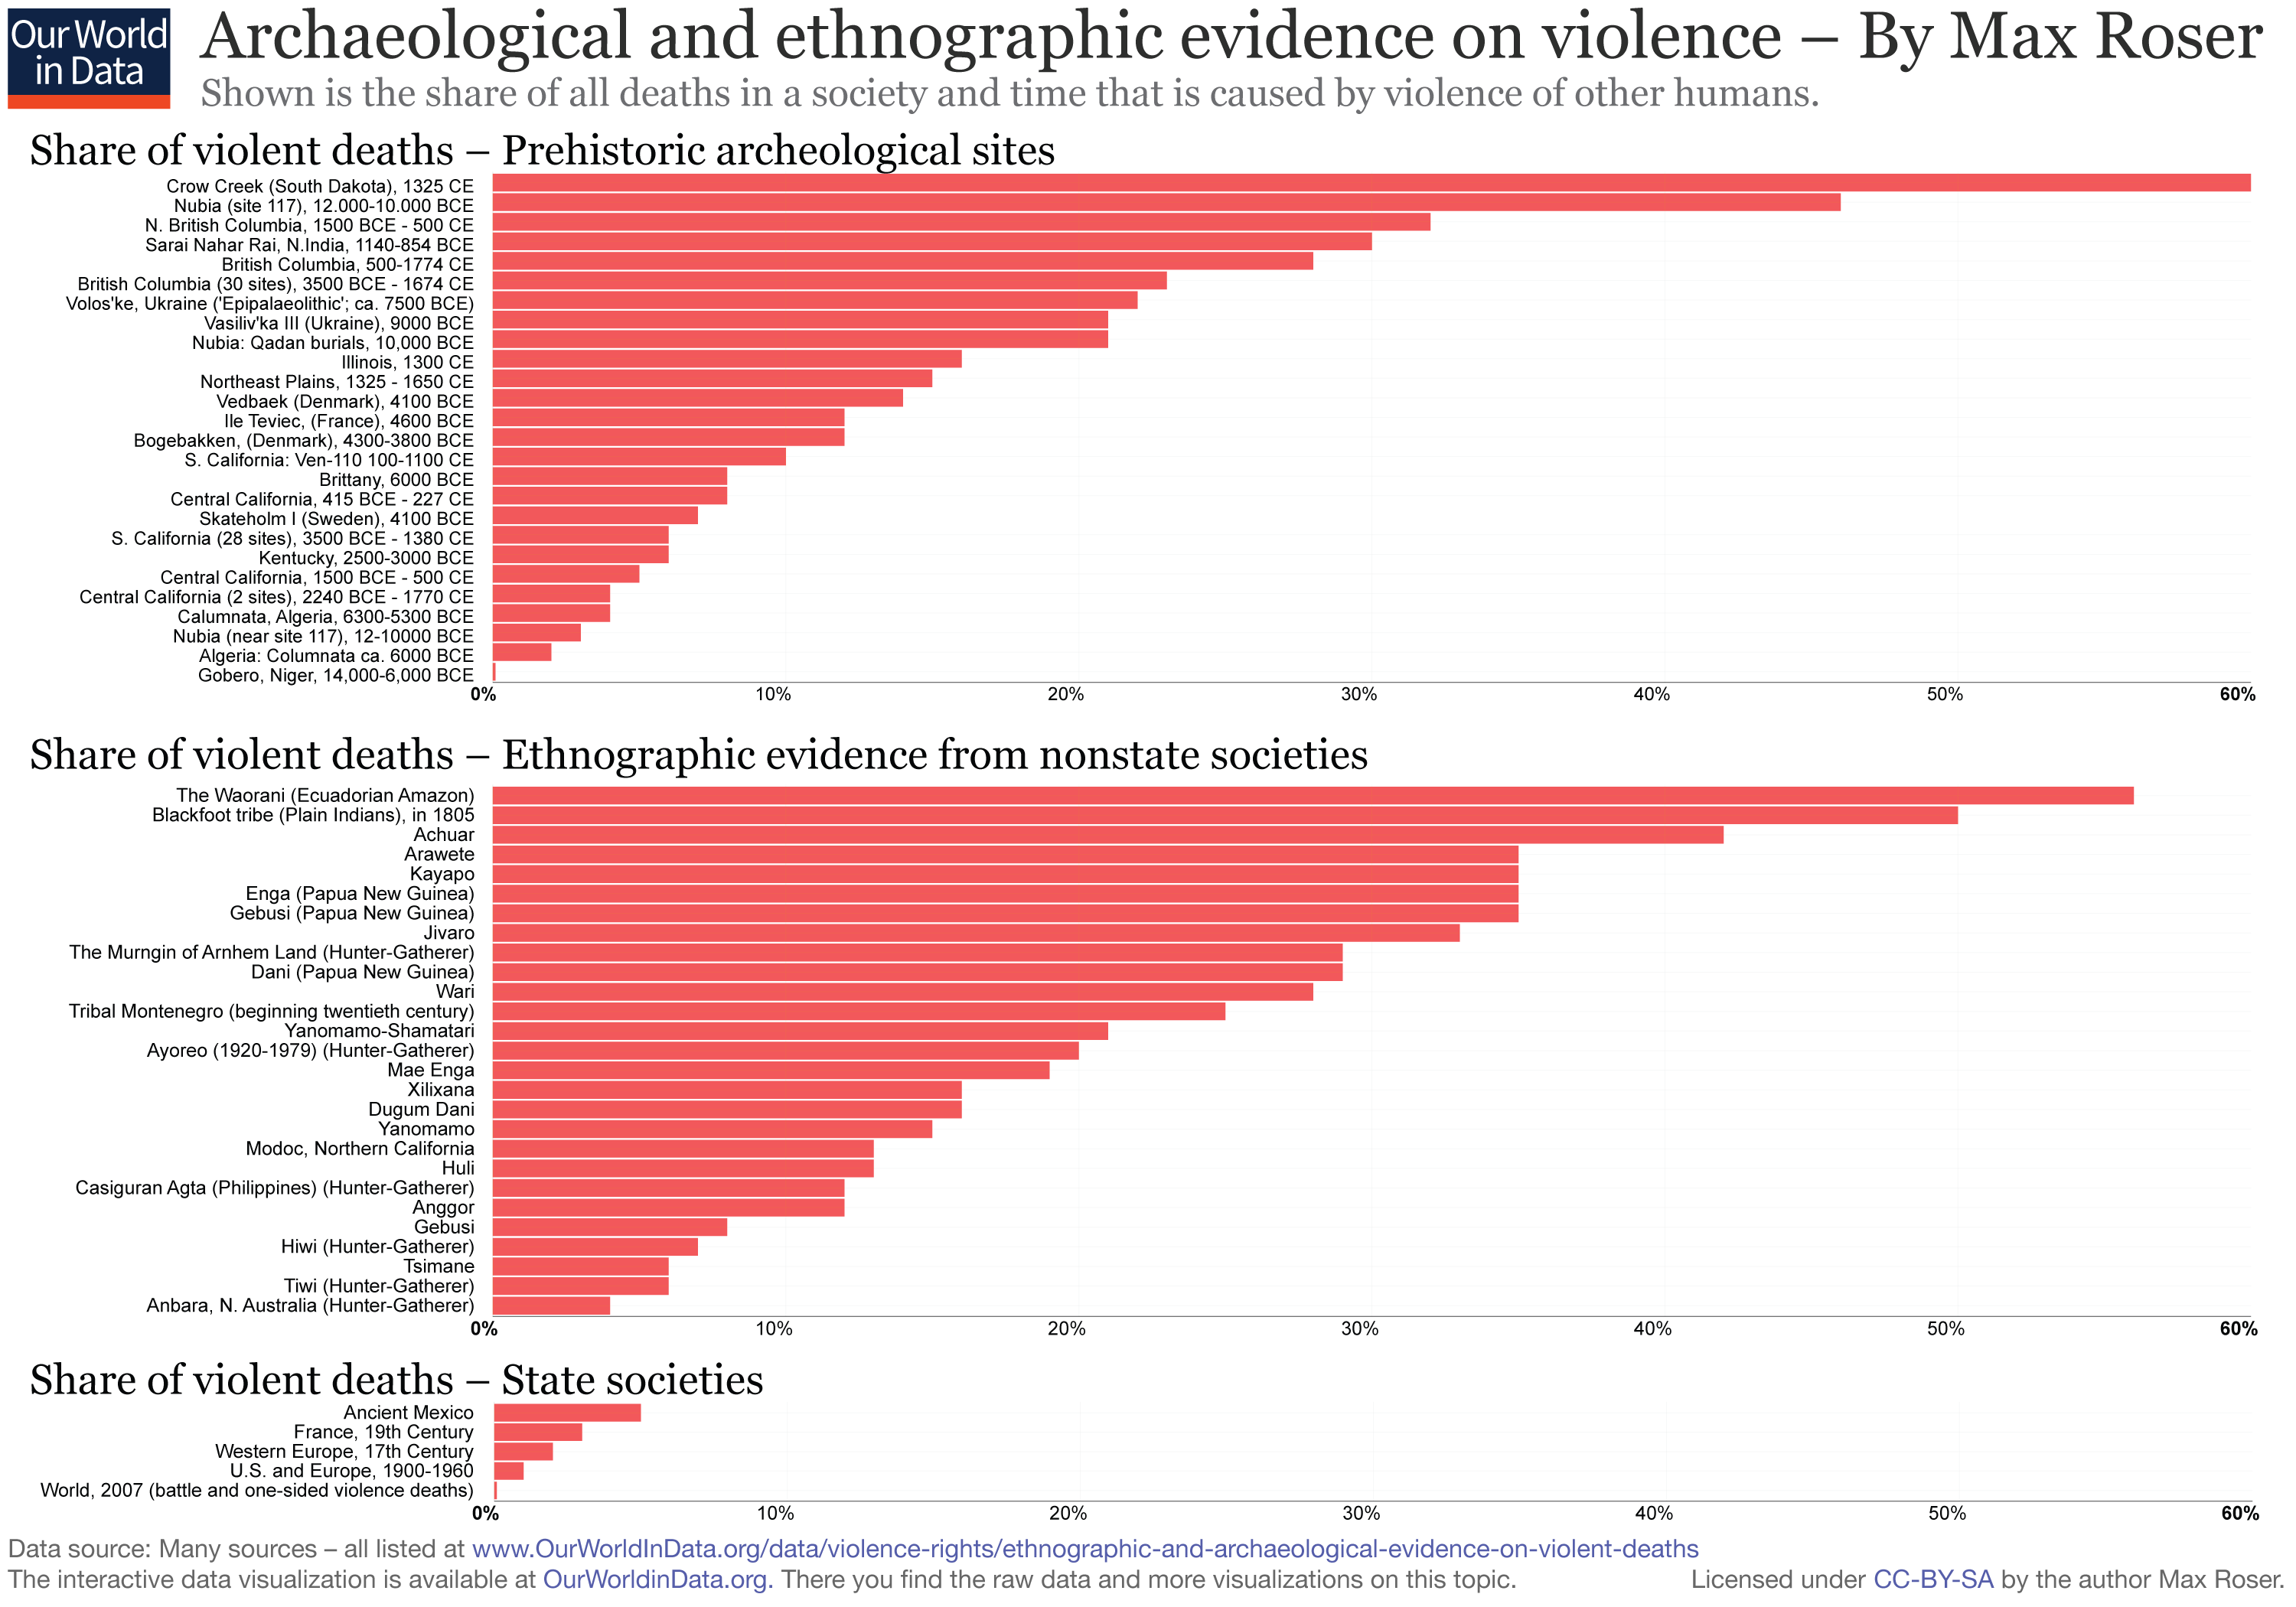 Our World
in Data
Archaeological and ethnographic evidence on violence – By Max Roser
Shown is the share of all deaths in a society and time that is caused by violence of other humans.
Share of violent deaths – Prehistoric archeological sites
Crow Creek (South Dakota), 1325 CE
Nubia (site 117), 12.000-10.000 BCE
N. British Columbia, 1500 BCE - 500 CE
Sarai Nahar Rai, N.India, 1140-854 BCE
British Columbia, 500-1774 CE
British Columbia (30 sites), 3500 BCE - 1674 CE
Volos'ke, Ukraine ('Epipalaeolithic'; ca. 7500 BCE)
Vasiliv'ka III (Ukraine), 9000 BCE
Nubia: Qadan burials, 10,000 BCE
Illinois, 1300 CE
Northeast Plains, 1325 - 1650 CE
Vedbaek (Denmark), 4100 BCE
Ile Teviec, (France), 4600 BCE
Bogebakken, (Denmark), 4300-3800 BCE
S. California: Ven-110 100-1100 CE
Brittany, 6000 BCE
Central California, 415 BCE - 227 CE
Skateholm I (Sweden), 4100 BCE
S. California (28 sites), 3500 BCE - 1380 CE
Kentucky, 2500-3000 BCE
Central California, 1500 BCE - 500 CE
Central California (2 sites), 2240 BCE - 1770 CE
Calumnata, Algeria, 6300-5300 BCE
Nubia (near site 117), 12-10000 BCE
Algeria: Columnata ca. 6000 BCE
Gobero, Niger, 14,000-6,000 BCE
0% 10% 20% 30% 40% 50% 60%
Share of violent deaths – Ethnographic evidence from nonstate societies
The Waorani (Ecuadorian Amazon)
Blackfoot tribe (Plain Indians), in 1805
Achuar
Arawete
Kayapo
Enga (Papua New Guinea)
Gebusi (Papua New Guinea)
Jivaro
The Murngin of Arnhem Land (Hunter-Gatherer)
Dani (Papua New Guinea)
Wari
Tribal Montenegro (beginning twentieth century)
Yanomamo-Shamatari
Ayoreo (1920-1979) (Hunter-Gatherer)
Mae Enga
Xilixana
Dugum Dani
Yanomamo
Modoc, Northern California
Huli
Casiguran Agta (Philippines) (Hunter-Gatherer)
Anggor
Gebusi
Hiwi (Hunter-Gatherer)
Tsimane
Tiwi (Hunter-Gatherer)
Anbara, N. Australia (Hunter-Gatherer)
0% 10% 20% 30% 40% 50% 60%
Share of violent deaths – State societies
Ancient Mexico
France, 19th Century
Western Europe, 17th Century
U.S. and Europe, 1900-1960
World, 2007 (battle and one-sided violence deaths)
0% 10% 20% 30% 40% 50% 60%
Data source: Many sources – all listed at www.OurWorldInData.org/data/violence-rights/ethnographic-and-archaeological-evidence-on-violent-deaths
The interactive data visualization is available at OurWorldinData.org. There you find the raw data and more visualizations on this topic. Licensed under CC-BY-SA by the author Max Roser.